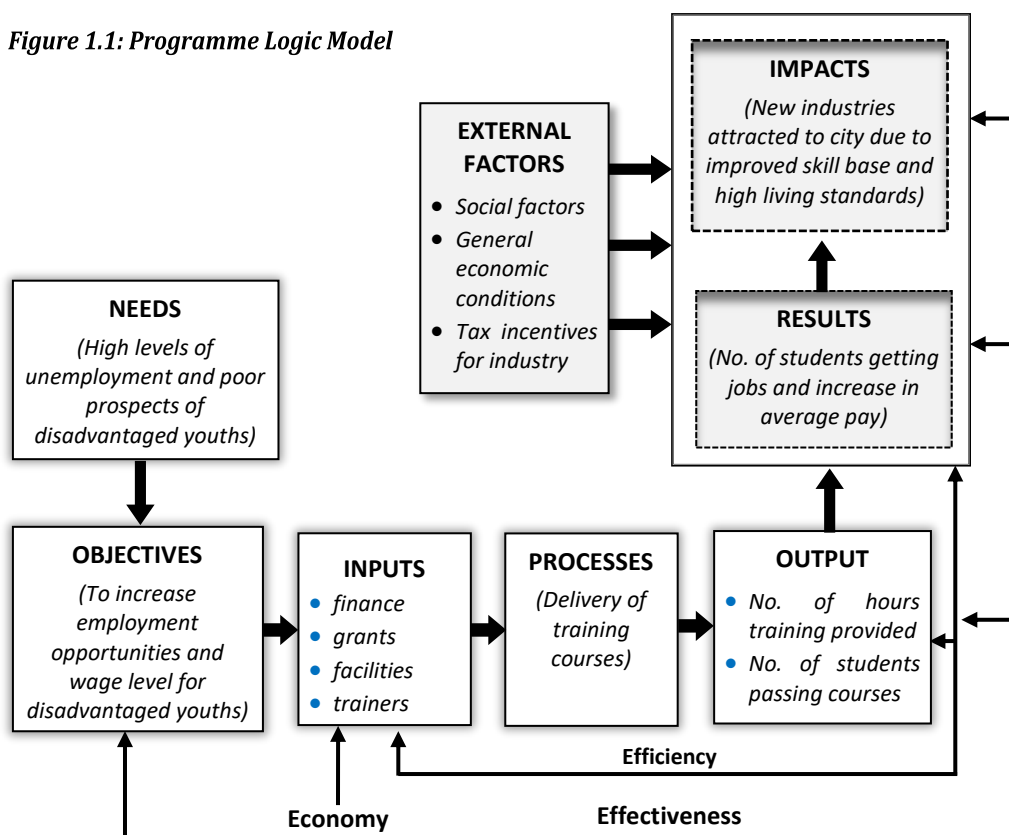 Figure 1.1: Programme Logic Model
IMPACTS
(New industries
attracted to city due to
improved skill base and
high living standards)
EXTERNAL
FACTORS
• Social factors
• General
economic
conditions
• Tax incentives
for industry
RESULTS
(No. of students getting
jobs and increase in
average pay)
NEEDS
(High levels of
unemployment and poor
prospects of
disadvantaged youths)
OBJECTIVES
(To increase
employment
opportunities and
wage level for
disadvantaged youths)
INPUTS
• finance
• grants
• facilities
• trainers
PROCESSES
(Delivery of
training
courses)
OUTPUT
• No. of hours
training provided
• No. of students
passing courses
Efficiency
Economy
Effectiveness